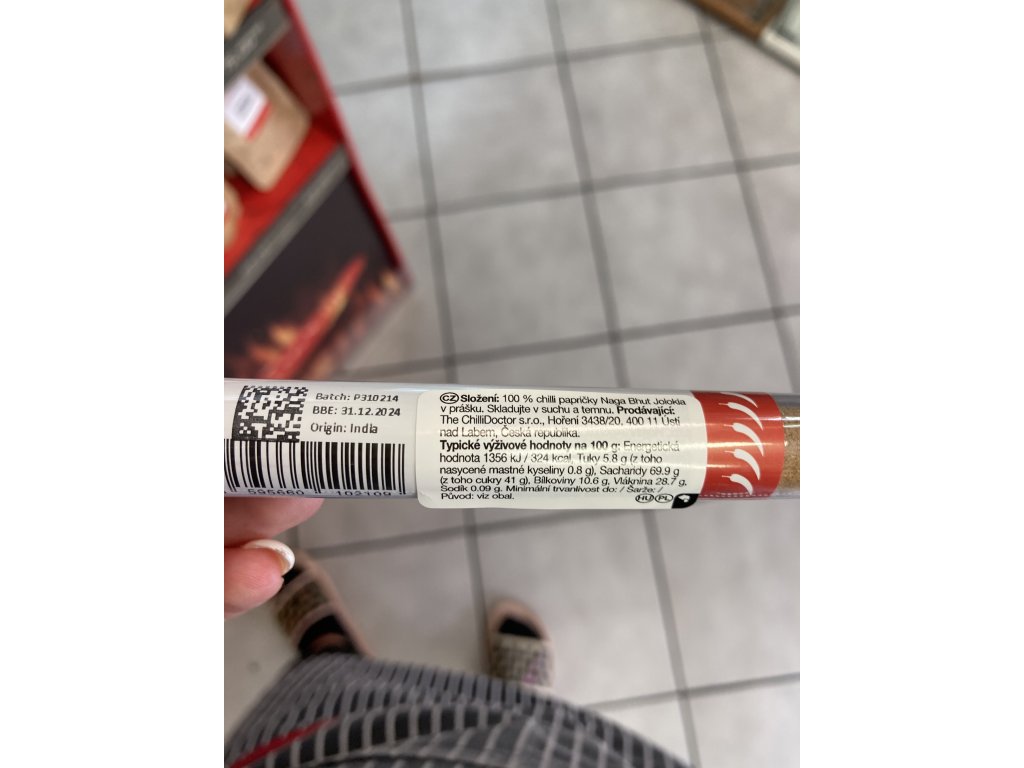 Batch: P310214
BBE: 31.12.2024
Origin: India
595660 102109
CZ Složení: 100 % chilli papričky Naga Bhut Jolokia
v prášku. Skladujte v suchu a temnu. Prodávající:
The ChilliDoctor s.r.o., Hoření 3438/20, 400 11 Ústí
nad Labem, Česká republika.
Typické výživové hodnoty na 100 g: Energetická
hodnota 1356 kJ / 324 kcal, Tuky 5.8 g (z toho
nasycené mastné kyseliny 0.8 g), Sacharidy 69.9 g
(z toho cukry 41 g), Bílkoviny 10.6 g, Vláknina 28.7 g,
Sodík 0.09 g. Minimální trvanlivost do: / Šarže: /
Původ: viz obal.
HU PL